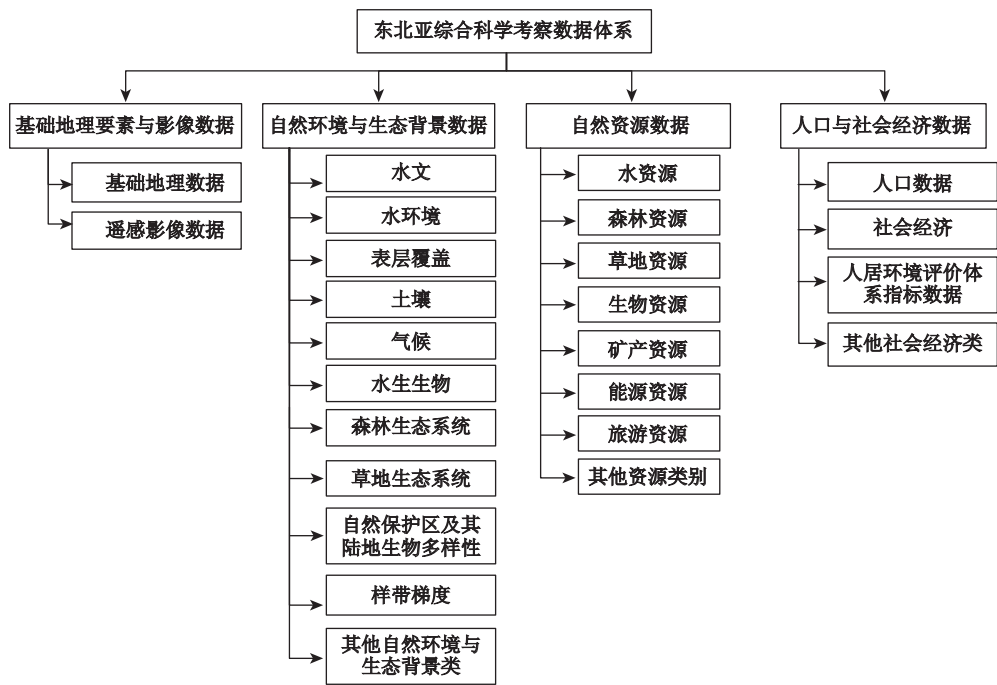 东北亚综合科学考察数据体系
基础地理要素与影像数据
基础地理数据
遥感影像数据
自然环境与生态背景数据
水文
水环境
表层覆盖
土壤
气候
水生生物
森林生态系统
草地生态系统
自然保护区及其
陆地生物多样性
样带梯度
其他自然环境与
生态背景类
自然资源数据
水资源
森林资源
草地资源
生物资源
矿产资源
能源资源
旅游资源
其他资源类别
人口与社会经济数据
人口数据
社会经济
人居环境评价体
系指标数据
其他社会经济类